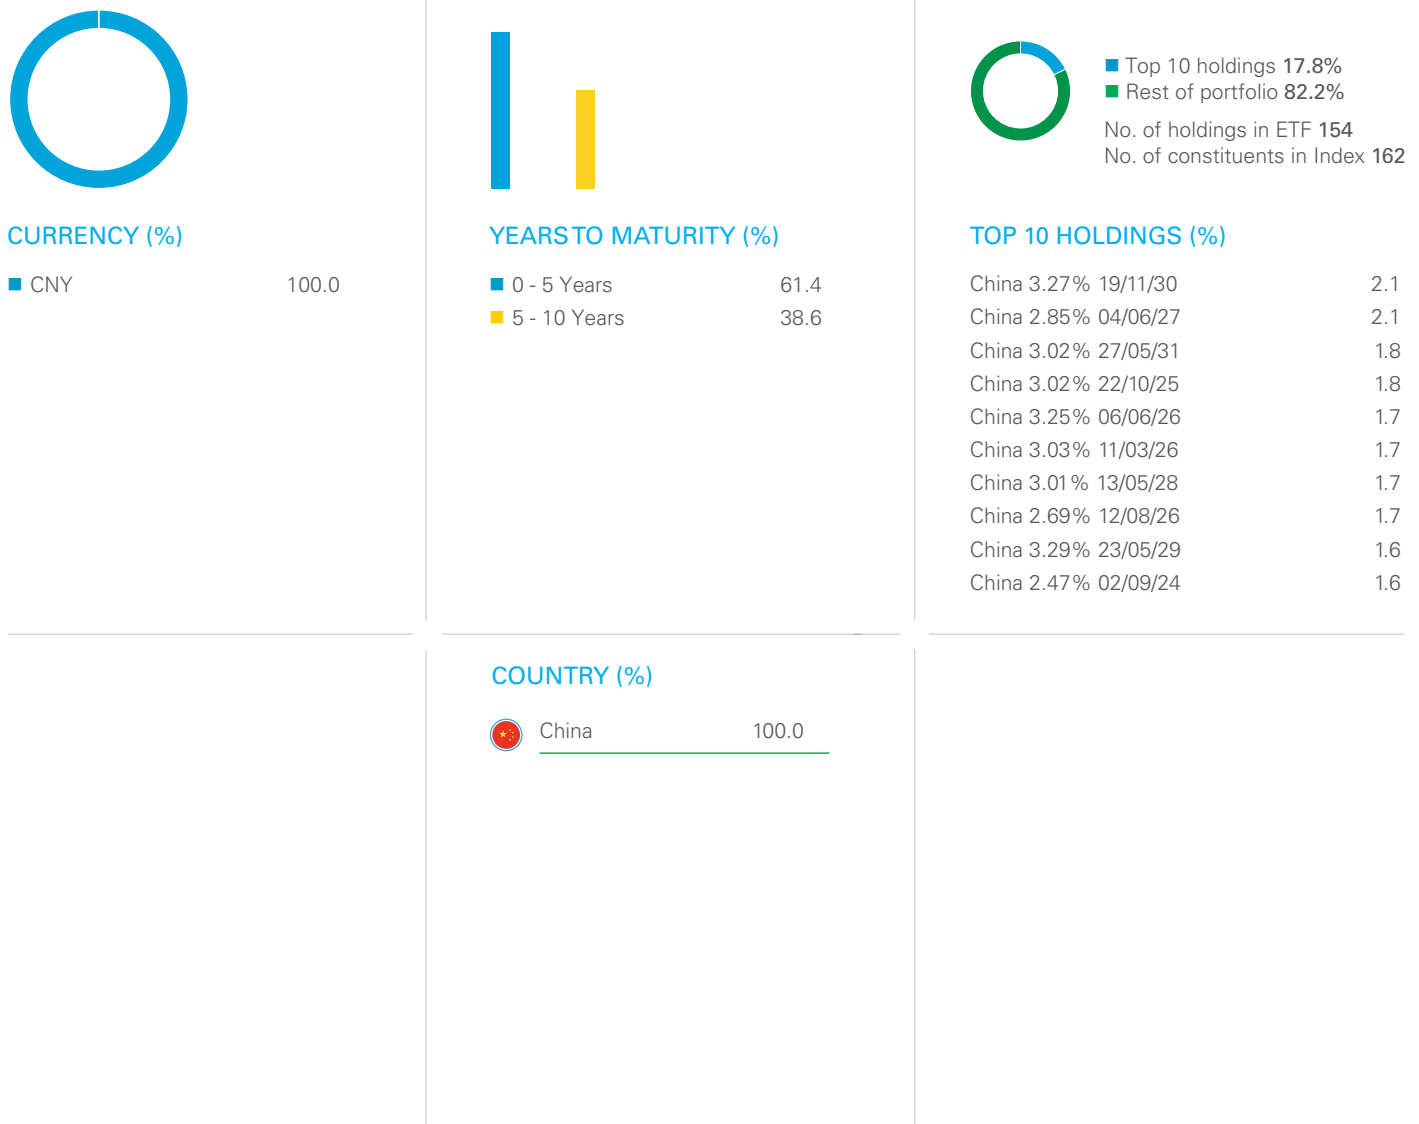 CURRENCY (%)
CNY 100.0
YEARS TO MATURITY (%)
0 - 5 Years 61.4
5 - 10 Years 38.6
Top 10 holdings 17.8%
Rest of portfolio 82.2%
No. of holdings in ETF 154
No. of constituents in Index 162
TOP 10 HOLDINGS (%)
China 3.27% 19/11/30 2.1
China 2.85% 04/06/27 2.1
China 3.02% 27/05/31 1.8
China 3.02% 22/10/25 1.8
China 3.25% 06/06/26 1.7
China 3.03% 11/03/26 1.7
China 3.01% 13/05/28 1.7
China 2.69% 12/08/26 1.7
China 3.29% 23/05/29 1.6
China 2.47% 02/09/24 1.6
COUNTRY (%)
China 100.0